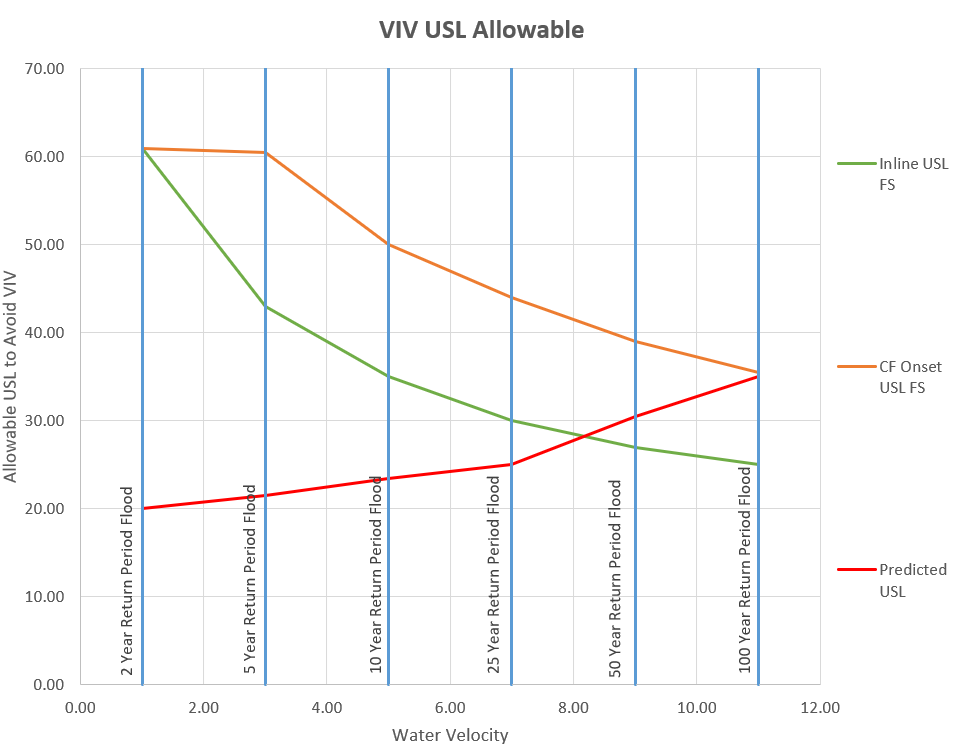 VIV USL Allowable
70.00
60.00
50.00
40.00
30.00
20.00
10.00
0.00
Allowable USL to Avoid VIV
2 Year Return Period Flood
5 Year Return Period Flood
10 Year Return Period Flood
25 Year Return Period Flood
50 Year Return Period Flood
100 Year Return Period Flood
0.00
2.00
4.00
6.00
8.00
10.00
12.00
Water Velocity
Inline USL
FS
CF Onset
USL FS
Predicted
USL